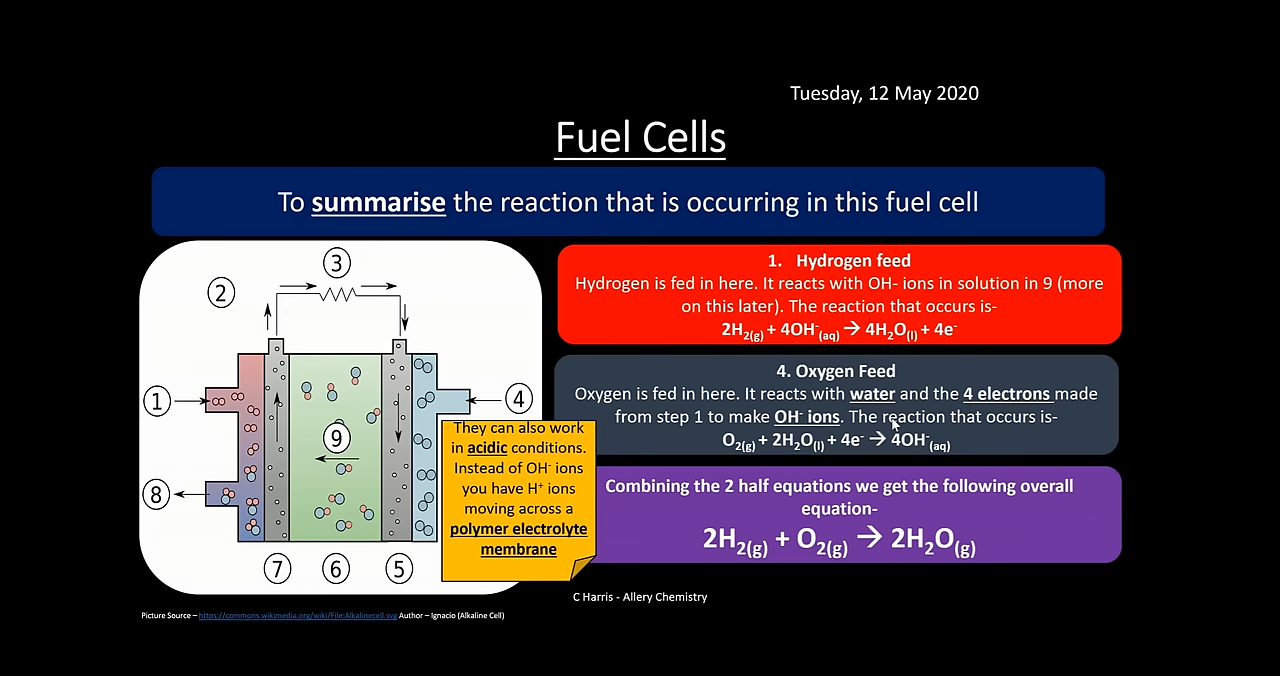 Tuesday, 12 May 2020
Fuel Cells
To summarise the reaction that is occurring in this fuel cell
1. Hydrogen feed
Hydrogen is fed in here. It reacts with OH- ions in solution in 9 (more
on this later). The reaction that occurs is-
2H₂(g) + 4OH⁻(aq) → 4H₂O(l) + 4e⁻
4. Oxygen Feed
Oxygen is fed in here. It reacts with water and the 4 electrons made
from step 1 to make OH⁻ ions. The reaction that occurs is-
O₂(g) + 2H₂O(l) + 4e⁻ → 4OH⁻(aq)
Combining the 2 half equations we get the following overall
equation-
2H₂(g) + O₂(g) → 2H₂O(g)
3
2
1
4
9
8
7
6
5
They can also work
in acidic conditions.
Instead of OH⁻ ions
you have H⁺ ions
moving across a
polymer electrolyte
membrane
C Harris - Allery Chemistry
Picture Source – https://commons.wikimedia.org/wiki/File:Alkalinecell.svg Author – Ignacio (Alkaline Cell)